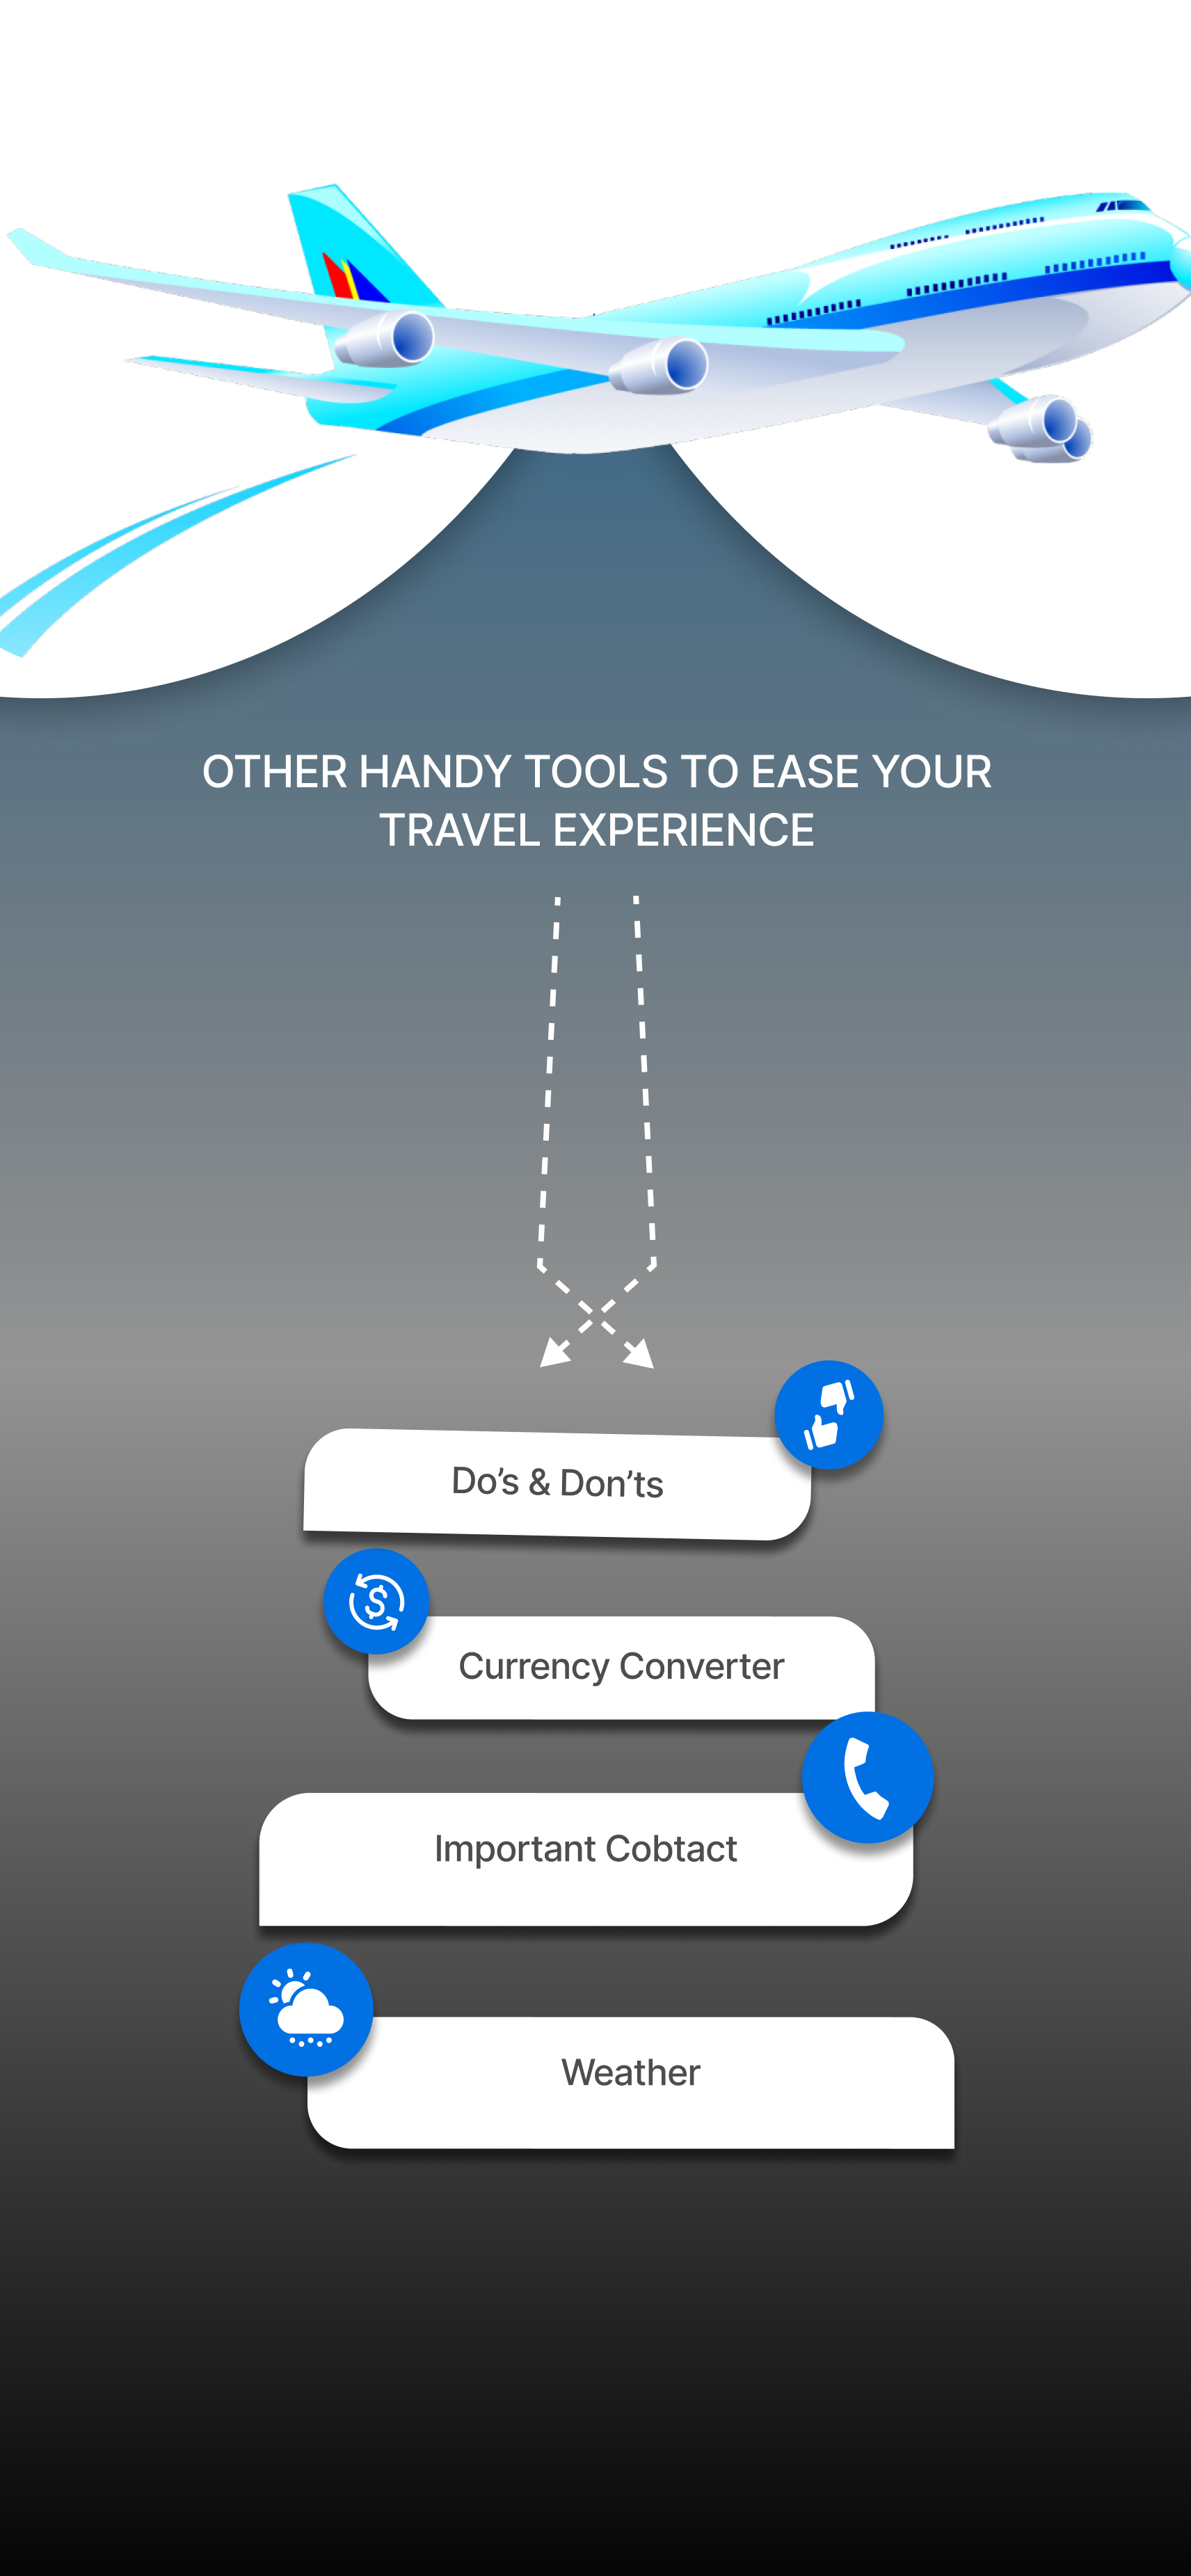 OTHER HANDY TOOLS TO EASE YOUR
TRAVEL EXPERIENCE
Do’s & Don’ts
Currency Converter
Important Cobtact
Weather